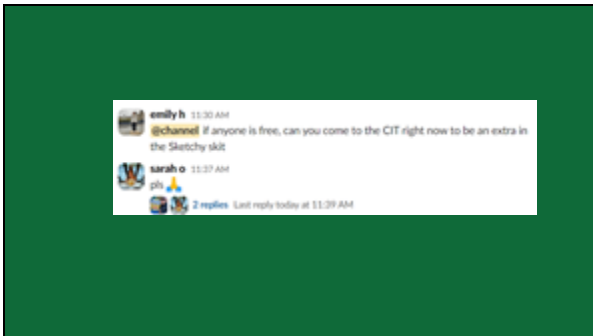 emily h 11:30 AM
@channel if anyone is free, can you come to the CIT right now to be an extra in
the Sketchy skit
sarah o 11:37 AM
pls 🙏
2 replies Last reply today at 11:39 AM